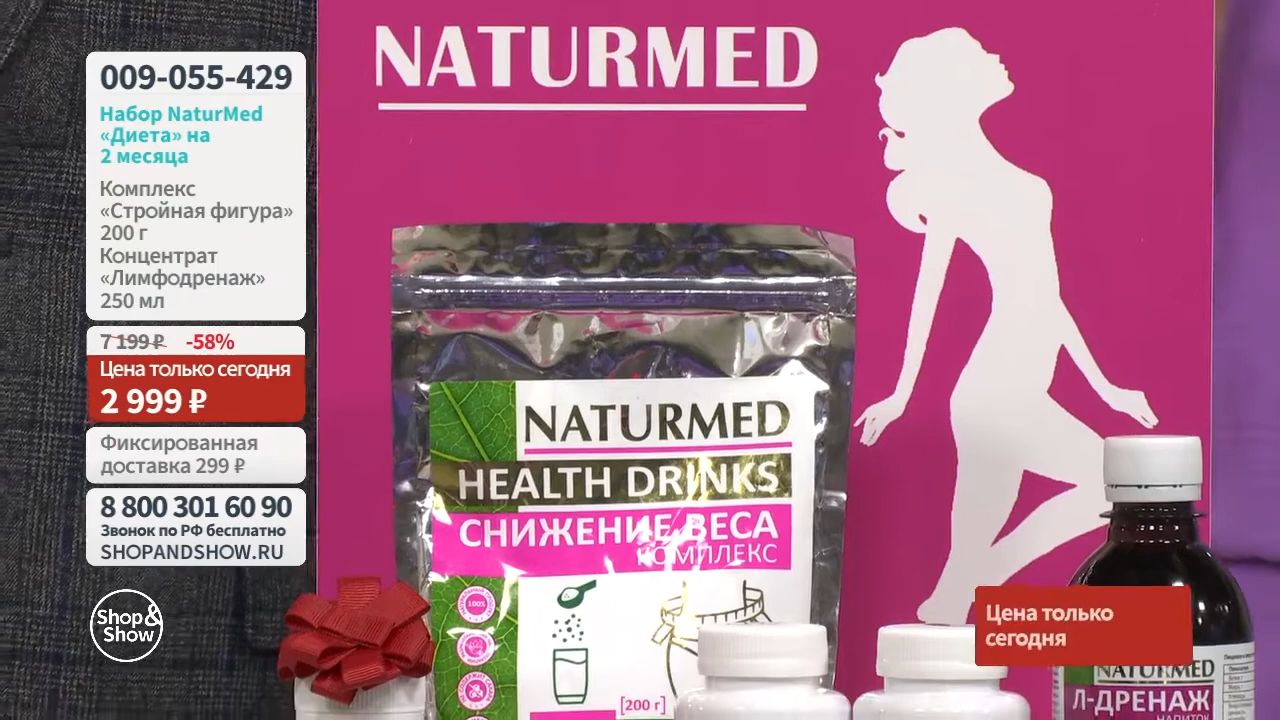 009-055-429
Набор NaturMed
«Диета» на
2 месяца
Комплекс
«Стройная фигура»
200 г
Концентрат
«Лимфодренаж»
250 мл
7 199 ₽ -58%
Цена только сегодня
2 999 ₽
Фиксированная
доставка 299 ₽
8 800 301 60 90
Звонок по РФ бесплатно
SHOPANDSHOW.RU
Shop&
Show
NATURMED
NATURMED
HEALTH DRINKS
СНИЖЕНИЕ ВЕСА
КОМПЛЕКС
100%
[200 г]
Цена только
сегодня
NATURMED
Л-ДРЕНАЖ
НАПИТОК